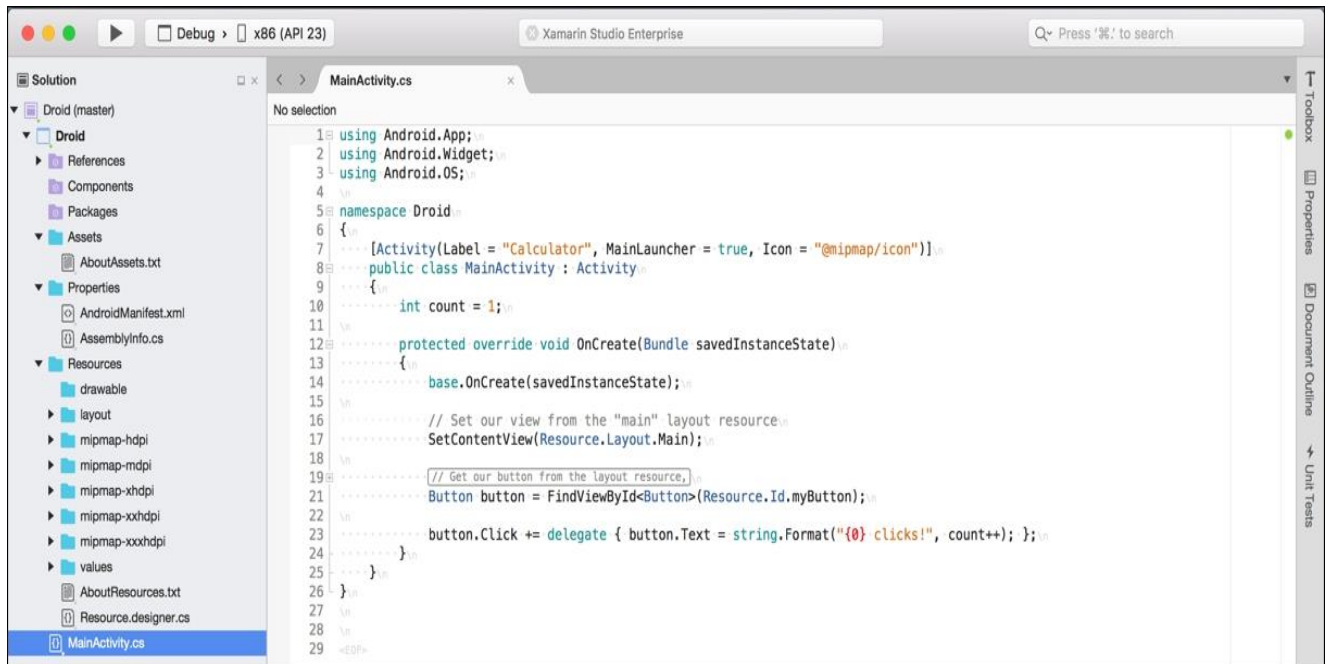 Debug › x86 (API 23)
Xamarin Studio Enterprise
Press '⌘.' to search
Solution
Droid (master)
Droid
References
Components
Packages
Assets
AboutAssets.txt
Properties
AndroidManifest.xml
AssemblyInfo.cs
Resources
drawable
layout
mipmap-hdpi
mipmap-mdpi
mipmap-xhdpi
mipmap-xxhdpi
mipmap-xxxhdpi
values
AboutResources.txt
Resource.designer.cs
MainActivity.cs
MainActivity.cs
No selection
1 using Android.App;\n
2 using Android.Widget;\n
3 using Android.OS;\n
4 \n
5 namespace Droid\n
6 {\n
7 [Activity(Label = "Calculator", MainLauncher = true, Icon = "@mipmap/icon")]\n
8 public class MainActivity : Activity\n
9 {\n
10 int count = 1;\n
11 \n
12 protected override void OnCreate(Bundle savedInstanceState)\n
13 {\n
14 base.OnCreate(savedInstanceState);\n
15 \n
16 // Set our view from the "main" layout resource\n
17 SetContentView(Resource.Layout.Main);\n
18 \n
19 // Get our button from the layout resource,\n
21 Button button = FindViewById<Button>(Resource.Id.myButton);\n
22 \n
23 button.Click += delegate { button.Text = string.Format("{0} clicks!", count++); };\n
24 }\n
25 }\n
26 }\n
27 \n
28 \n
29 <EOF>
Toolbox
Properties
Document Outline
Unit Tests